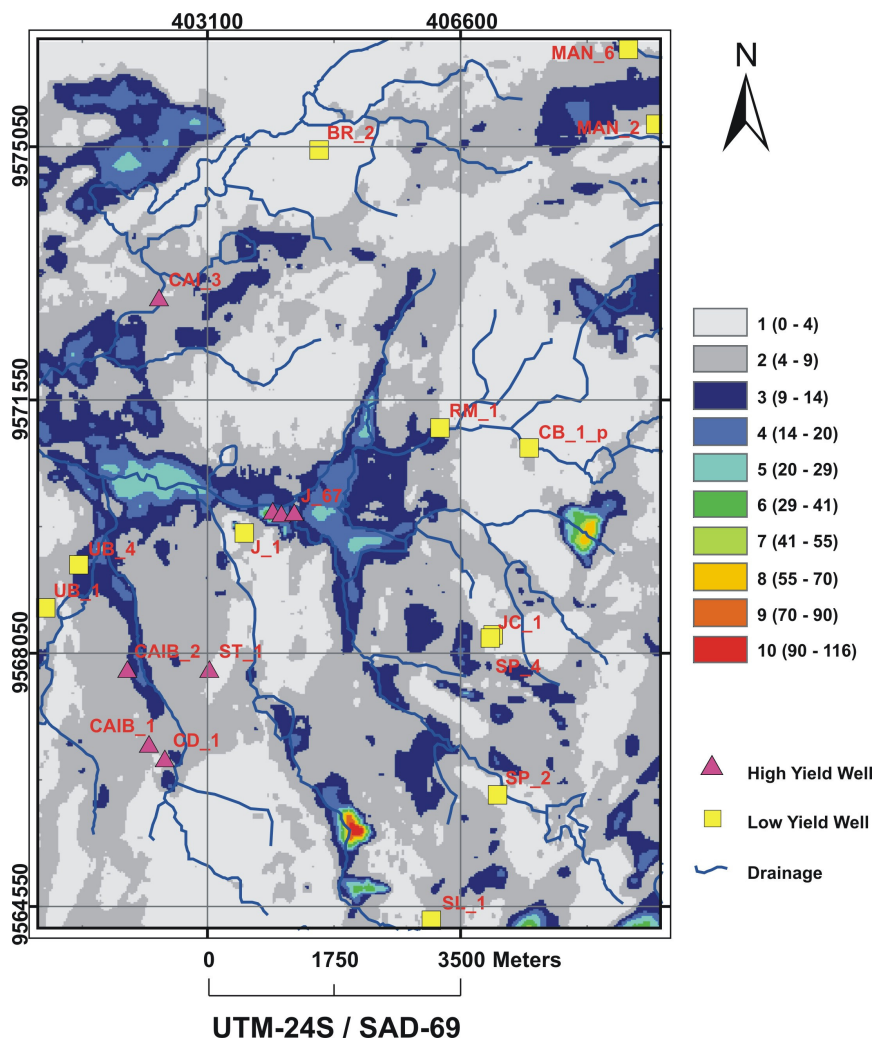 403100 406600
N
MAN_6
MAN_2
BR_2
9575050
CAI_3
1 (0 - 4)
2 (4 - 9)
3 (9 - 14)
4 (14 - 20)
5 (20 - 29)
6 (29 - 41)
7 (41 - 55)
8 (55 - 70)
9 (70 - 90)
10 (90 - 116)
9571550
RM_1
CB_1_p
J_67
J_1
UB_4
UB_1
JC_1
9568050
CAIB_2
ST_1
SP_4
CAIB_1
CD_1
SP_2
High Yield Well
Low Yield Well
Drainage
9564550
SL_1
0 1750 3500 Meters
UTM-24S / SAD-69